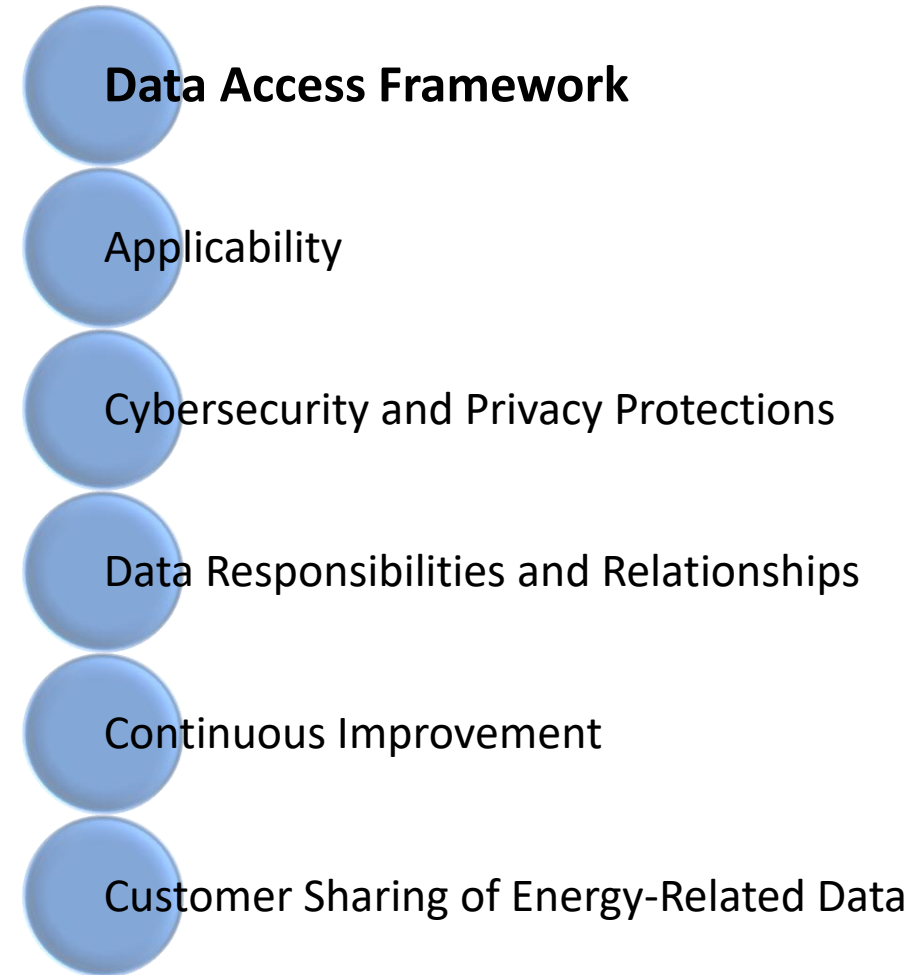 Data Access Framework
Applicability
Cybersecurity and Privacy Protections
Data Responsibilities and Relationships
Continuous Improvement
Customer Sharing of Energy-Related Data